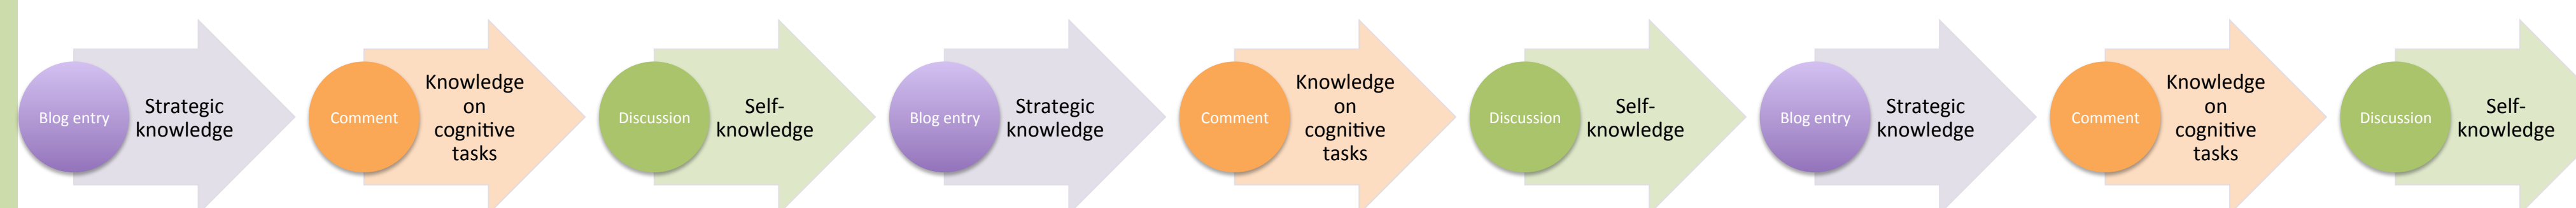 Blog entry
Strategic
knowledge
Comment
Knowledge
on
cognitive
tasks
Discussion
Self-
knowledge
Blog entry
Strategic
knowledge
Comment
Knowledge
on
cognitive
tasks
Discussion
Self-
knowledge
Blog entry
Strategic
knowledge
Comment
Knowledge
on
cognitive
tasks
Discussion
Self-
knowledge